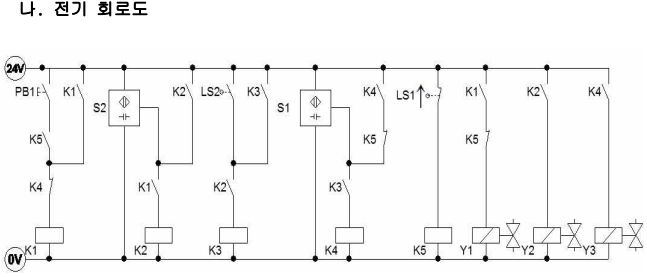 나. 전기 회로도
24V
PB1 K1 S2 K2 LS2 K3 S1 K4 LS1 K1 K2 K4
K5 K5 K5
K4 K1 K2 K3
K1 K2 K3 K4 K5 Y1 Y2 Y3
0V